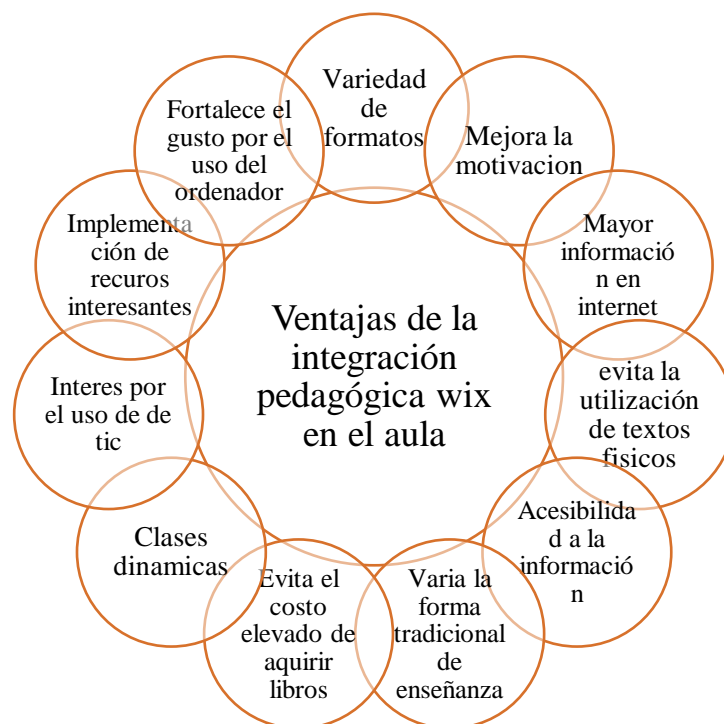 Variedad
de
formatos
Mejora la
motivacion
Mayor
informació
n en
internet
evita la
utilización
de textos
fisicos
Acesibilida
d a la
informació
n
Varia la
forma
tradicional
de
enseñanza
Evita el
costo
elevado de
aquirir
libros
Clases
dinamicas
Interes por
el uso de de
tic
Implementa
ción de
recuros
interesantes
Fortalece el
gusto por el
uso del
ordenador
Ventajas de la
integración
pedagógica wix
en el aula